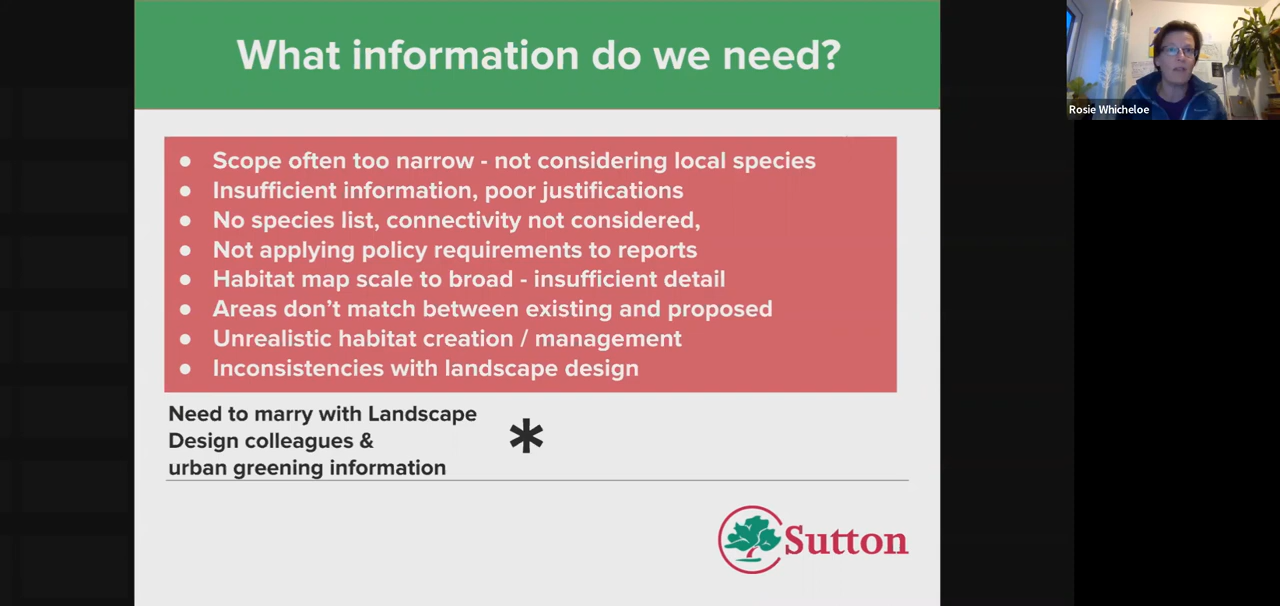 What information do we need?
Rosie Whicheloe
● Scope often too narrow - not considering local species
● Insufficient information, poor justifications
● No species list, connectivity not considered,
● Not applying policy requirements to reports
● Habitat map scale to broad - insufficient detail
● Areas don’t match between existing and proposed
● Unrealistic habitat creation / management
● Inconsistencies with landscape design
Need to marry with Landscape
Design colleagues &
urban greening information
*
Sutton